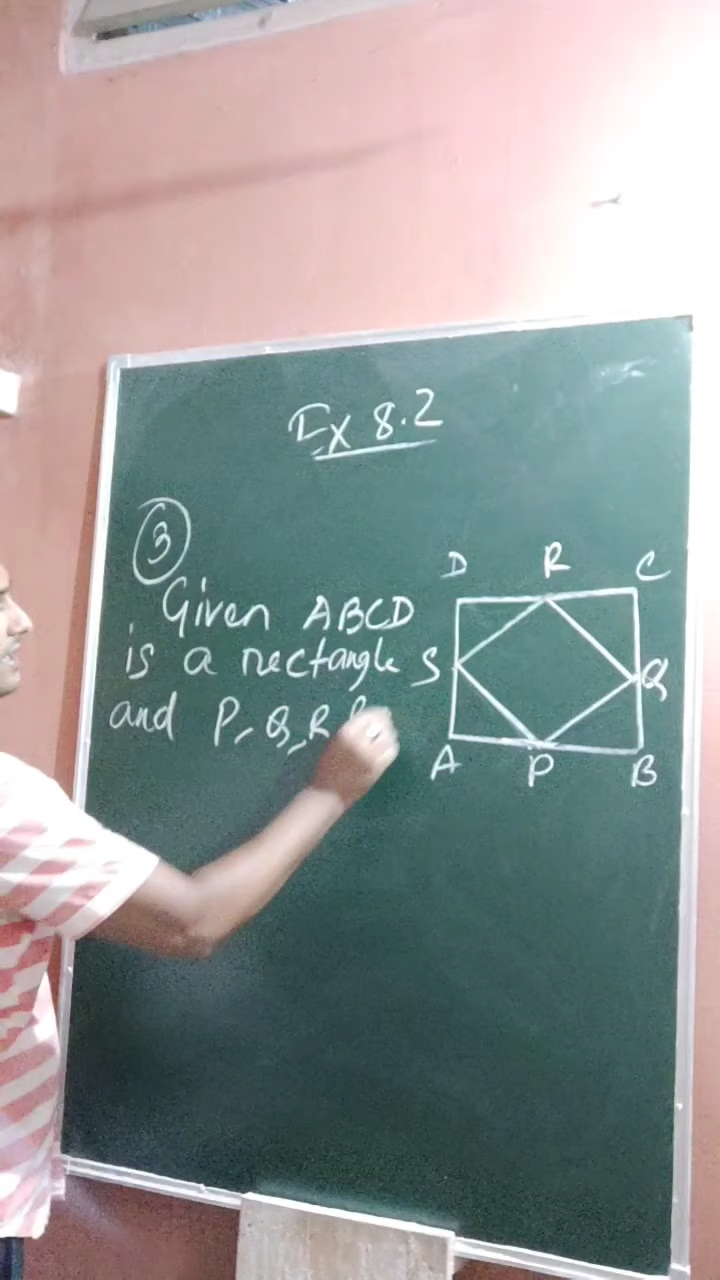 Ex 8.2
3
Given ABCD
is a rectangle
and P, Q, R
D R C
S Q
A P B